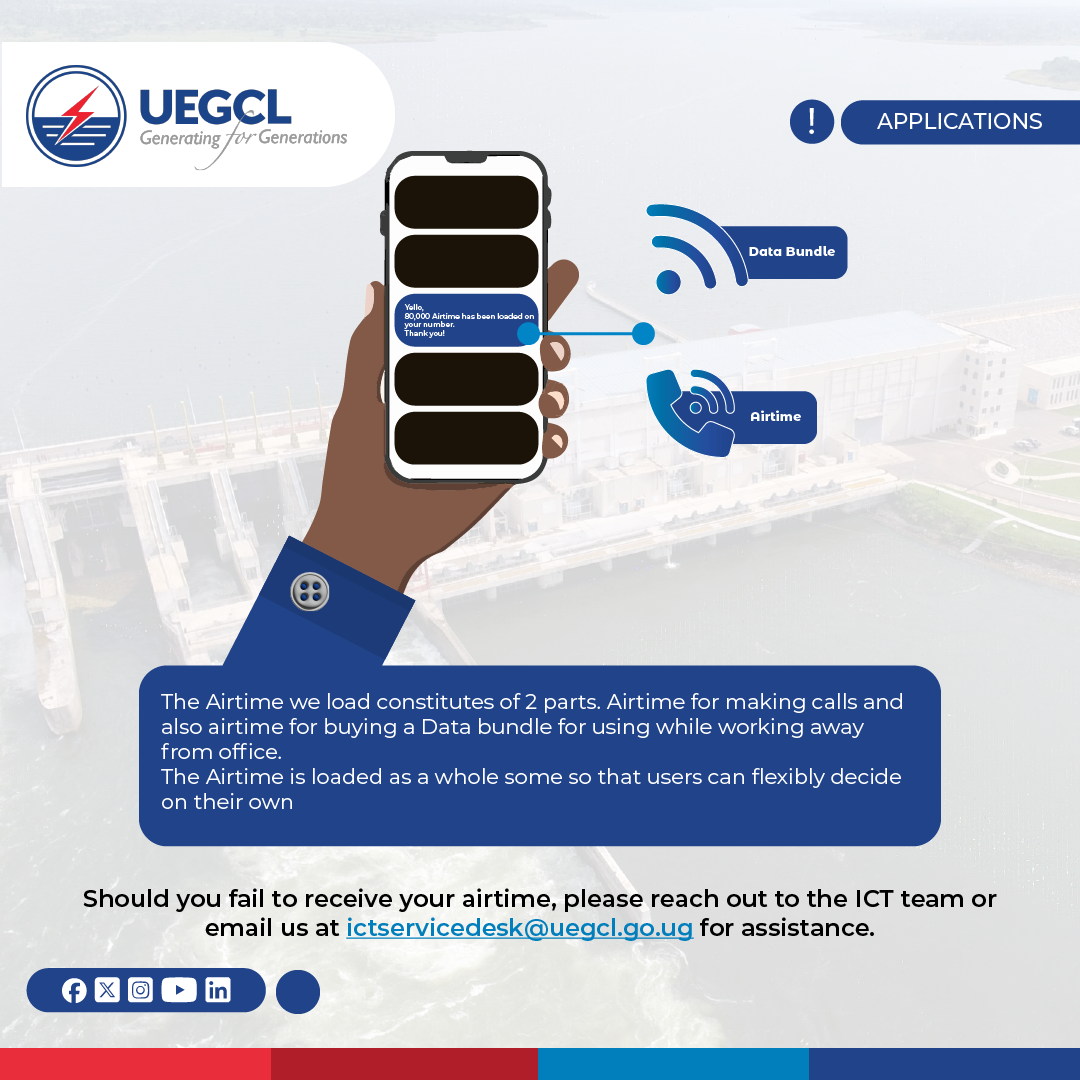 UEGCL
Generating for Generations
!
APPLICATIONS
Data Bundle
Yello,
80,000 Airtime has been loaded on
your number.
Thank you!
Airtime
The Airtime we load constitutes of 2 parts. Airtime for making calls and
also airtime for buying a Data bundle for using while working away
from office.
The Airtime is loaded as a whole some so that users can flexibly decide
on their own
Should you fail to receive your airtime, please reach out to the ICT team or
email us at ictservicedesk@uegcl.go.ug for assistance.